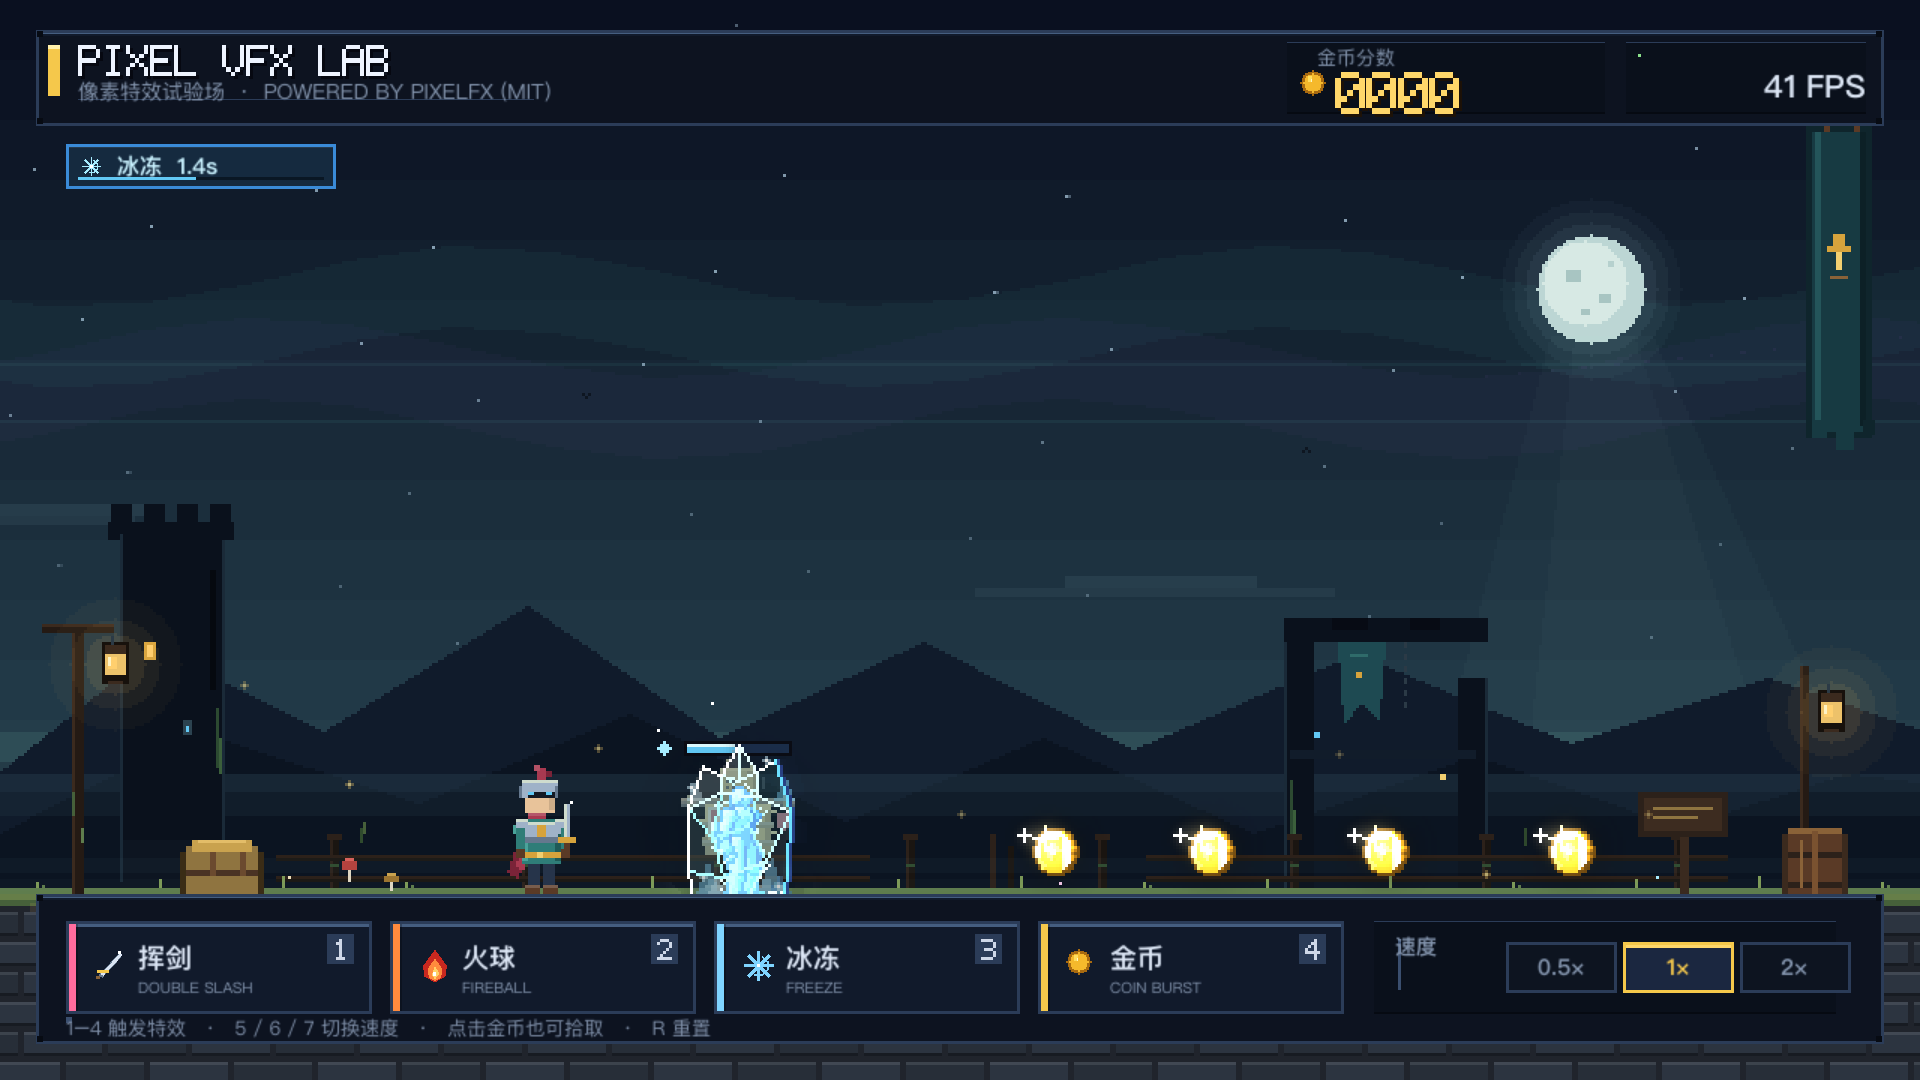 PIXEL VFX LAB
像素特效试验场 · POWERED BY PIXELFX (MIT)
金币分数
0000
41 FPS
冰冻 1.4s
挥剑 1
DOUBLE SLASH
火球 2
FIREBALL
冰冻 3
FREEZE
金币 4
COIN BURST
速度
0.5×
1×
2×
1–4 触发特效 · 5 / 6 / 7 切换速度 · 点击金币也可拾取 · R 重置